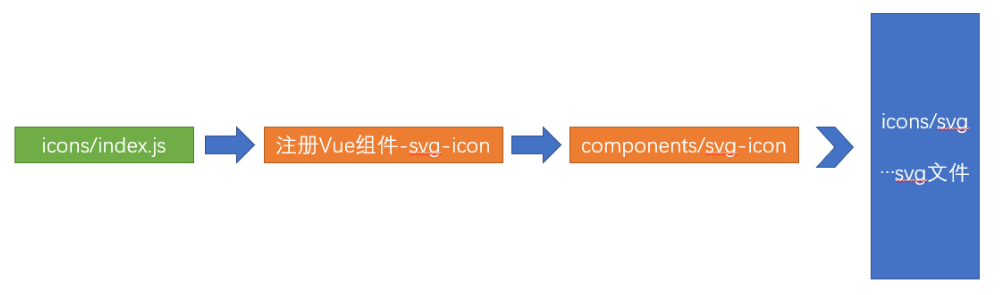 icons/index.js
注册Vue组件-svg-icon
components/svg-icon
icons/svg
…svg文件